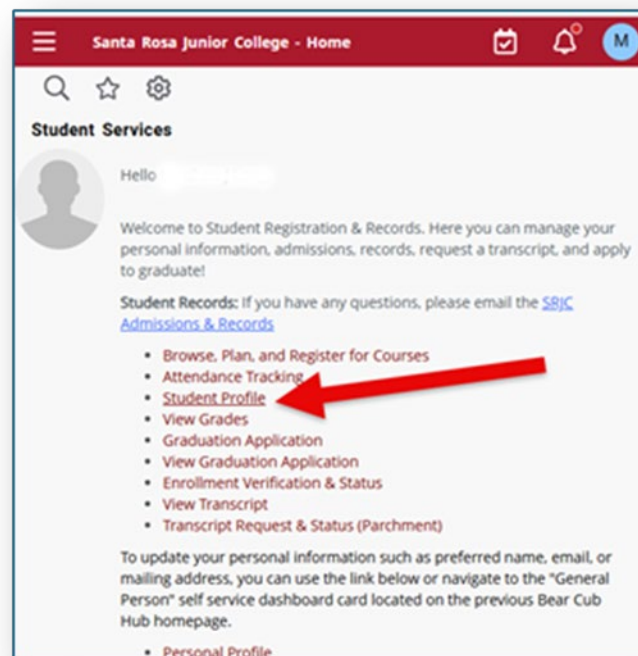 Santa Rosa Junior College - Home
M
Student Services
Hello
Welcome to Student Registration & Records. Here you can manage your
personal information, admissions, records, request a transcript, and apply
to graduate!
Student Records: If you have any questions, please email the SRJC
Admissions & Records
• Browse, Plan, and Register for Courses
• Attendance Tracking
• Student Profile
• View Grades
• Graduation Application
• View Graduation Application
• Enrollment Verification & Status
• View Transcript
• Transcript Request & Status (Parchment)
To update your personal information such as preferred name, email, or
mailing address, you can use the link below or navigate to the "General
Person" self service dashboard card located on the previous Bear Cub
Hub homepage.
• Personal Profile